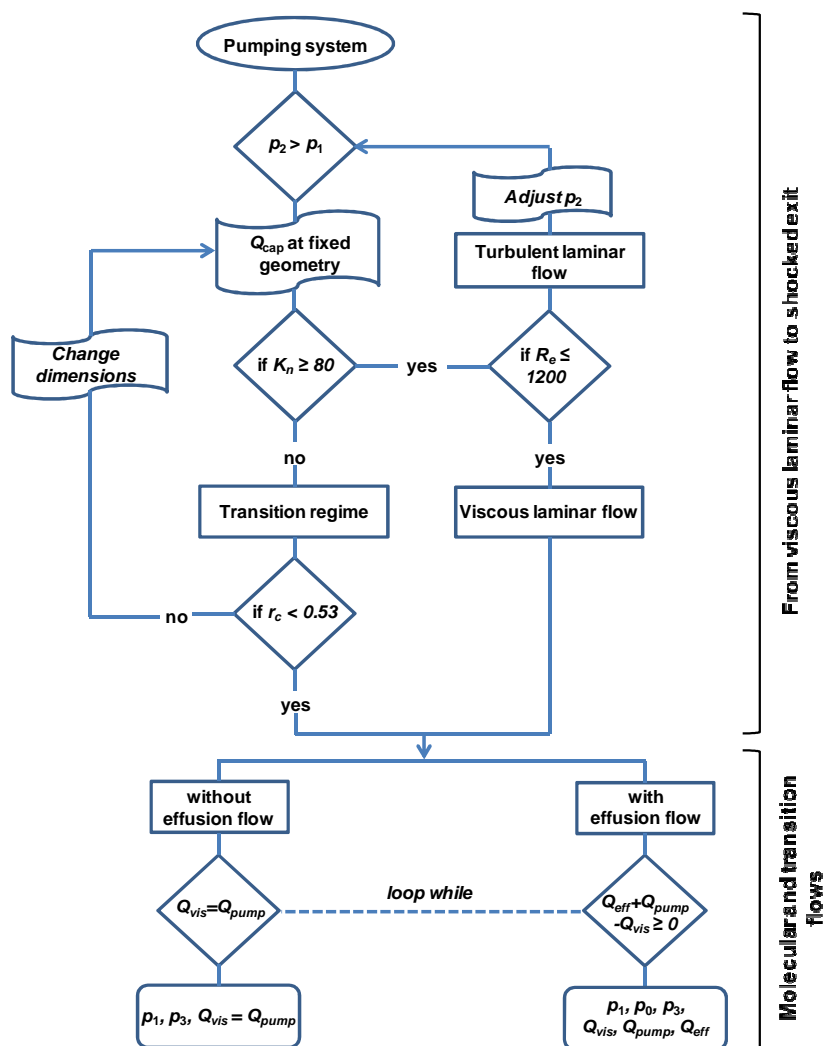 Pumping system
p2 > p1
Adjust p2
Qcap at fixed
geometry
Turbulent laminar
flow
Change
dimensions
if Kn ≥ 80
yes
if Re ≤
1200
no
yes
Transition regime
Viscous laminar flow
no
if rc < 0.53
yes
From viscous laminar flow to shocked exit
without
effusion flow
with
effusion flow
Qvis=Qpump
loop while
Qeff+Qpump
-Qvis ≥ 0
p1, p3, Qvis = Qpump
p1, p0, p3,
Qvis, Qpump, Qeff
Molecular and transition
flows